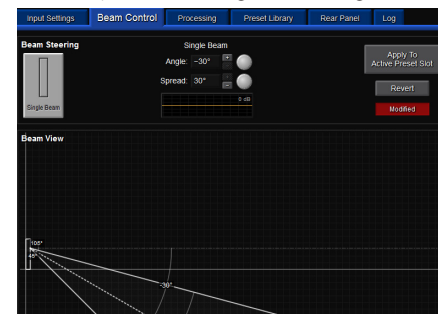 Input Settings Beam Control Processing Preset Library Rear Panel Log
Beam Steering
Single Beam
Angle: -30° +
Spread: 30° -
0 dB
Single Beam
Apply To
Active Preset Slot
Revert
Modified
Beam View
105°
45°
-30°